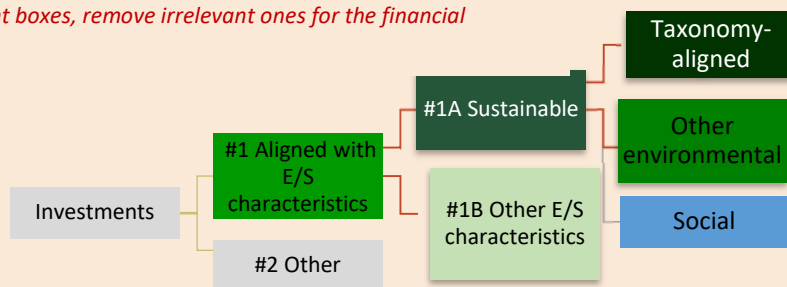 nt boxes, remove irrelevant ones for the financial
Taxonomy-
aligned
#1A Sustainable
Other
environmental
#1 Aligned with
E/S
characteristics
#1B Other E/S
characteristics
Investments
Social
#2 Other